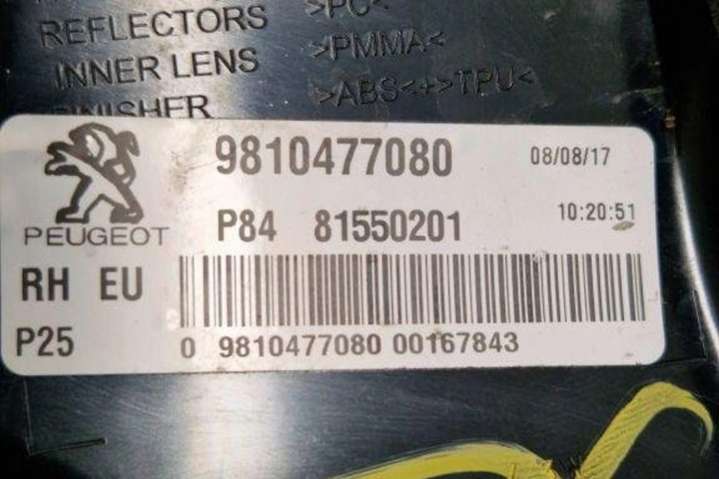 REFLECTORS >PC<
INNER LENS >PMMA<
FINISHER >ABS<+>TPU<
9810477080 08/08/17
PEUGEOT P84 81550201 10:20:51
RH EU
P25 0 9810477080 00167843